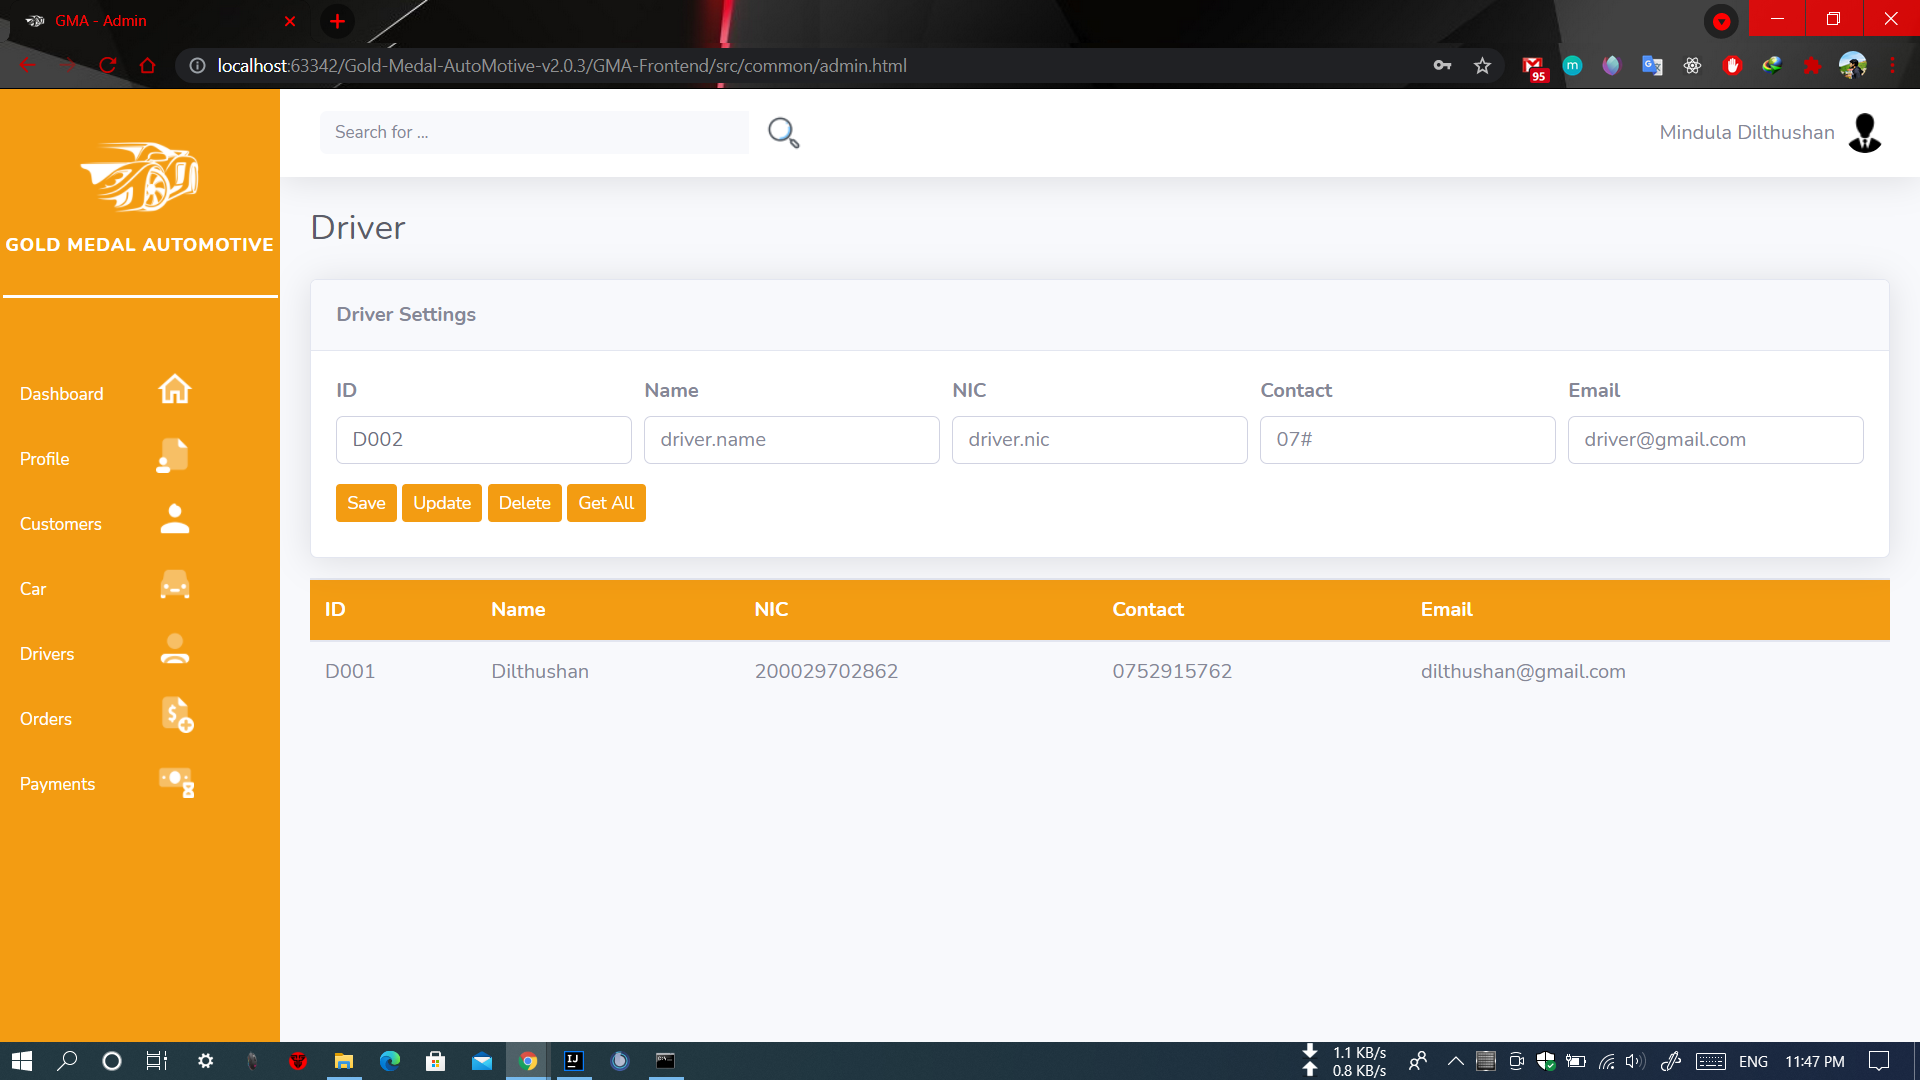 GMA - Admin
localhost:63342/Gold-Medal-AutoMotive-v2.0.3/GMA-Frontend/src/common/admin.html
95
m
GOLD MEDAL AUTOMOTIVE
Search for ...
Mindula Dilthushan
Driver
Driver Settings
ID Name NIC Contact Email
D002 driver.name driver.nic 07# driver@gmail.com
Save Update Delete Get All
ID Name NIC Contact Email
D001 Dilthushan 200029702862 0752915762 dilthushan@gmail.com
Dashboard
Profile
Customers
Car
Drivers
Orders
Payments
IJ
1.1 KB/s
0.8 KB/s
ENG
11:47 PM